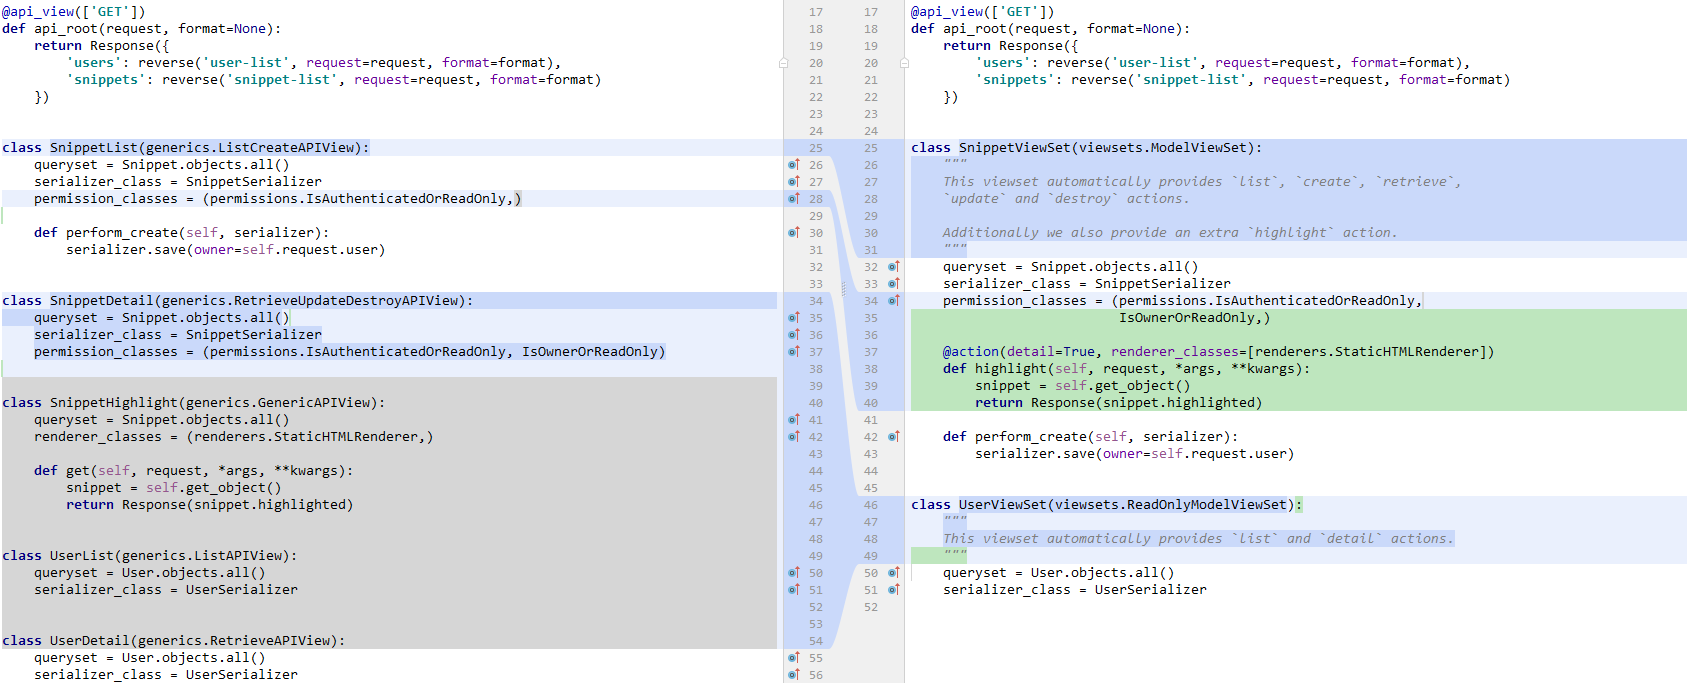 @api_view(['GET'])
def api_root(request, format=None):
    return Response({
        'users': reverse('user-list', request=request, format=format),
        'snippets': reverse('snippet-list', request=request, format=format)
    })
class SnippetList(generics.ListCreateAPIView):
    queryset = Snippet.objects.all()
    serializer_class = SnippetSerializer
    permission_classes = (permissions.IsAuthenticatedOrReadOnly,)
    def perform_create(self, serializer):
        serializer.save(owner=self.request.user)
class SnippetDetail(generics.RetrieveUpdateDestroyAPIView):
    queryset = Snippet.objects.all()
    serializer_class = SnippetSerializer
    permission_classes = (permissions.IsAuthenticatedOrReadOnly, IsOwnerOrReadOnly)
class SnippetHighlight(generics.GenericAPIView):
    queryset = Snippet.objects.all()
    renderer_classes = (renderers.StaticHTMLRenderer,)
    def get(self, request, *args, **kwargs):
        snippet = self.get_object()
        return Response(snippet.highlighted)
class UserList(generics.ListAPIView):
    queryset = User.objects.all()
    serializer_class = UserSerializer
class UserDetail(generics.RetrieveAPIView):
    queryset = User.objects.all()
    serializer_class = UserSerializer
17 17
18 18
19 19
20 20
21 21
22 22
23 23
24 24
25 25
26 26
27 27
28 28
29 29
30 30
31 31
32 32
33 33
34 34
35 35
36 36
37 37
38 38
39 39
40 40
41 41
42 42
43 43
44 44
45 45
46 46
47 47
48 48
49 49
50 50
51 51
52 52
53
54
55
56
@api_view(['GET'])
def api_root(request, format=None):
    return Response({
        'users': reverse('user-list', request=request, format=format),
        'snippets': reverse('snippet-list', request=request, format=format)
    })
class SnippetViewSet(viewsets.ModelViewSet):
    """
    This viewset automatically provides `list`, `create`, `retrieve`,
    `update` and `destroy` actions.
    Additionally we also provide an extra `highlight` action.
    """
    queryset = Snippet.objects.all()
    serializer_class = SnippetSerializer
    permission_classes = (permissions.IsAuthenticatedOrReadOnly,
                          IsOwnerOrReadOnly,)
    @action(detail=True, renderer_classes=[renderers.StaticHTMLRenderer])
    def highlight(self, request, *args, **kwargs):
        snippet = self.get_object()
        return Response(snippet.highlighted)
    def perform_create(self, serializer):
        serializer.save(owner=self.request.user)
class UserViewSet(viewsets.ReadOnlyModelViewSet):
    """
    This viewset automatically provides `list` and `detail` actions.
    """
    queryset = User.objects.all()
    serializer_class = UserSerializer